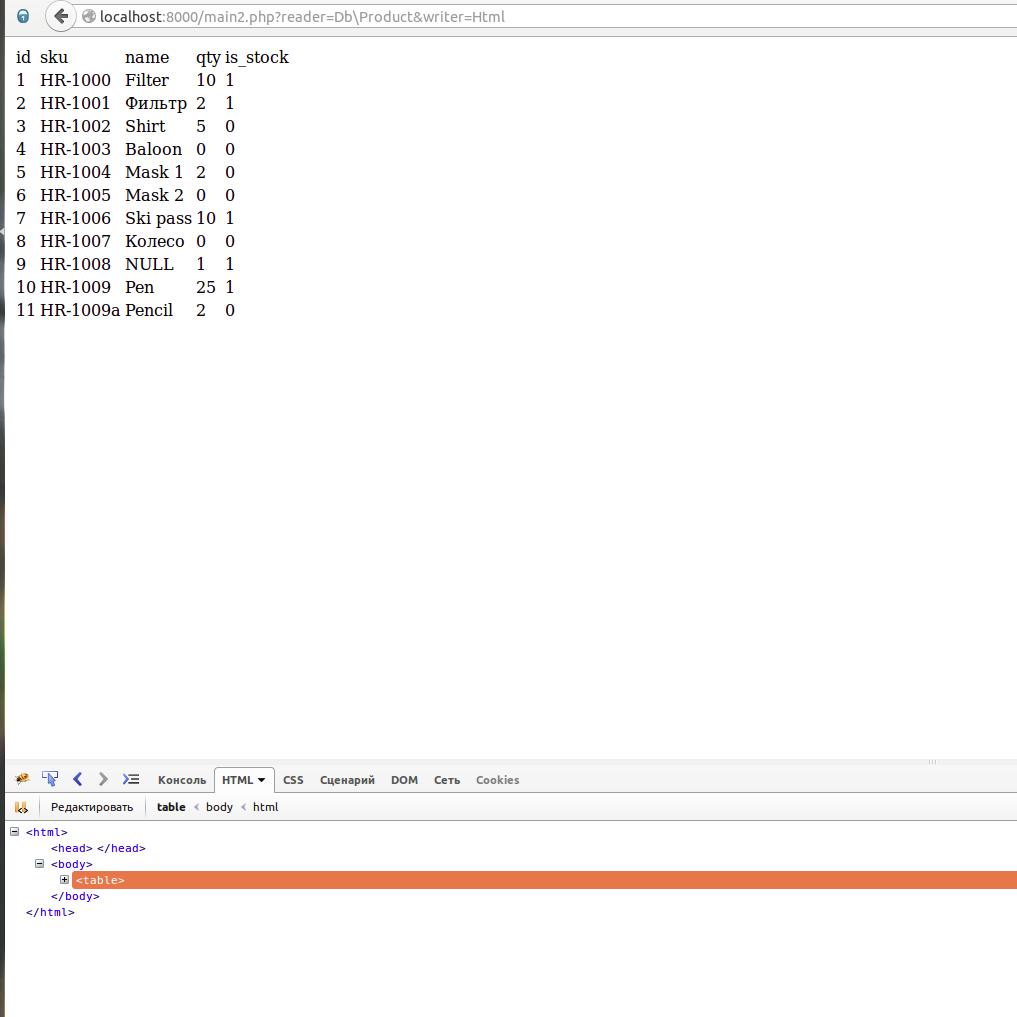 localhost:8000/main2.php?reader=Db\Product&writer=Html
id sku name qty is_stock
1 HR-1000 Filter 10 1
2 HR-1001 Фильтр 2 1
3 HR-1002 Shirt 5 0
4 HR-1003 Baloon 0 0
5 HR-1004 Mask 1 2 0
6 HR-1005 Mask 2 0 0
7 HR-1006 Ski pass 10 1
8 HR-1007 Колесо 0 0
9 HR-1008 NULL 1 1
10 HR-1009 Pen 25 1
11 HR-1009a Pencil 2 0
Консоль HTML CSS Сценарий DOM Сеть Cookies
Редактировать table < body < html
<html>
<head> </head>
<body>
<table>
</body>
</html>